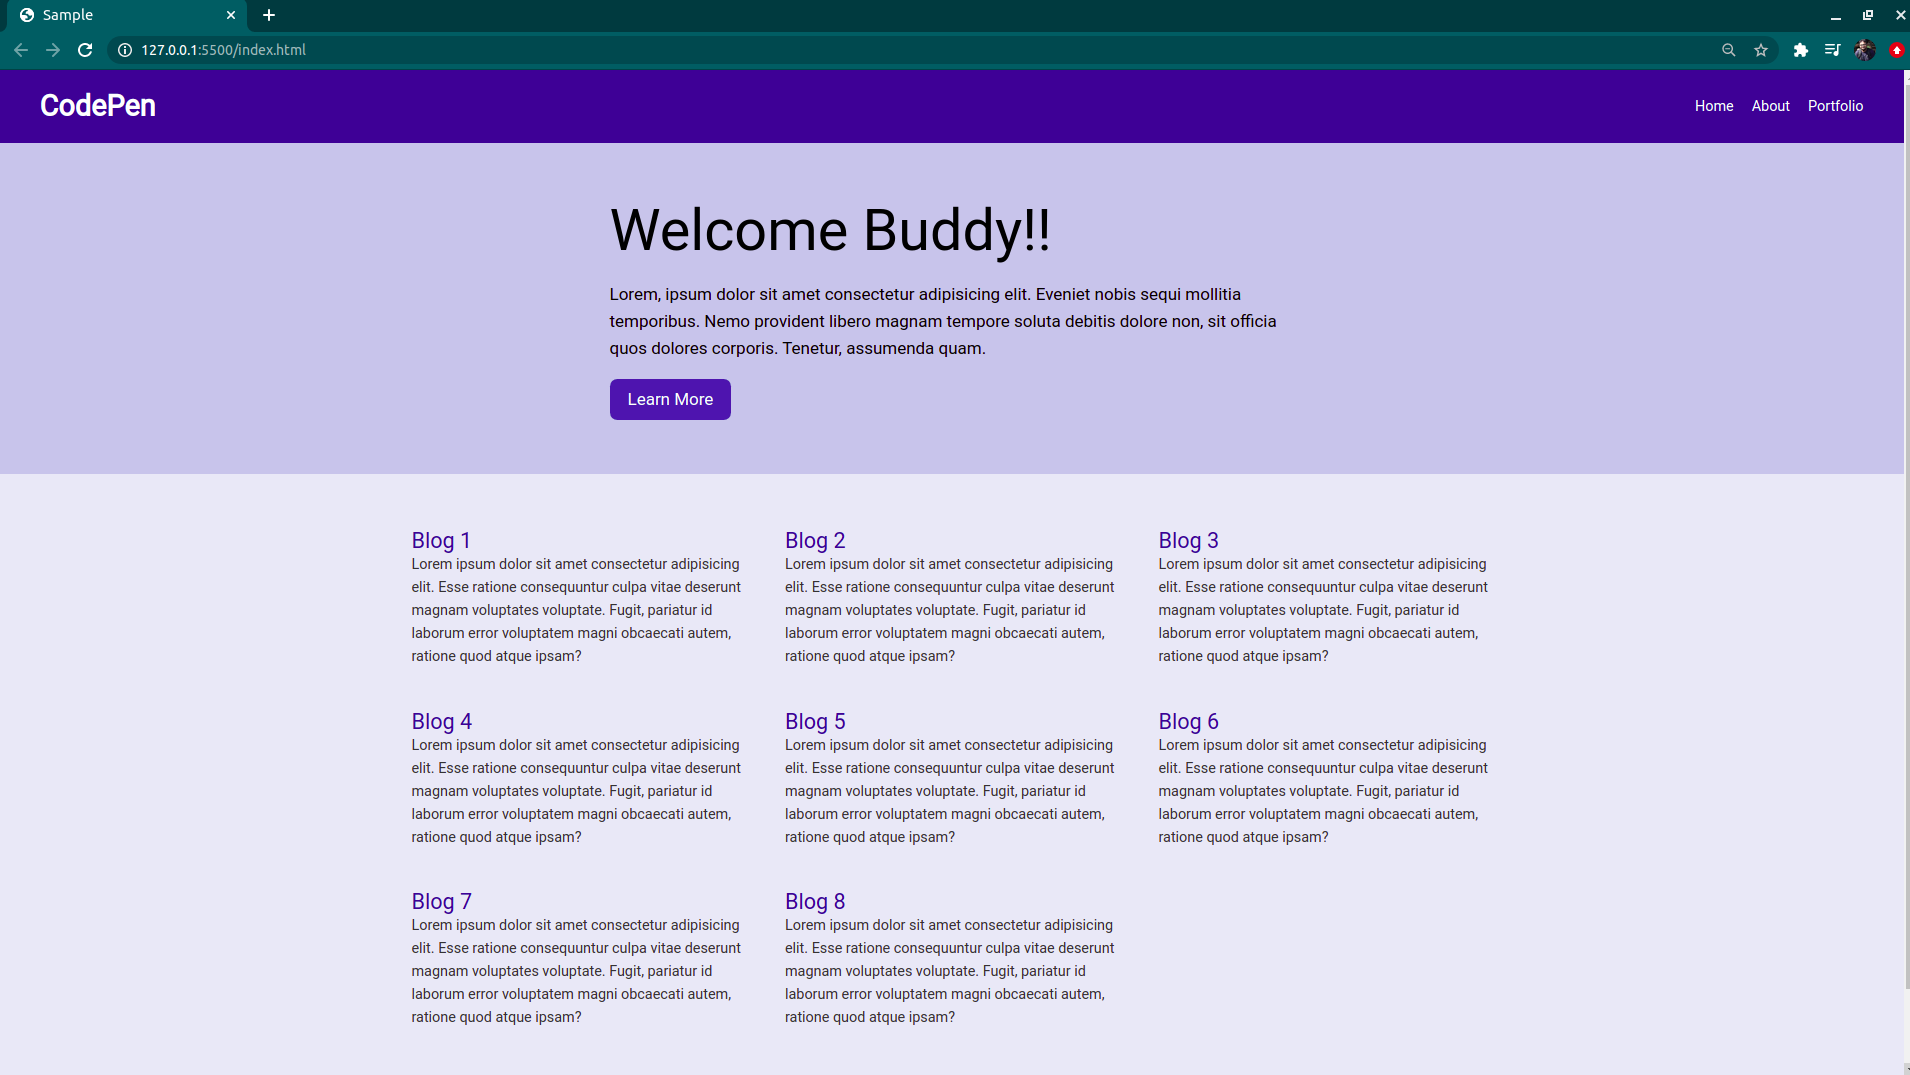 Sample
127.0.0.1:5500/index.html
CodePen
Home About Portfolio
Welcome Buddy!!
Lorem, ipsum dolor sit amet consectetur adipisicing elit. Eveniet nobis sequi mollitia
temporibus. Nemo provident libero magnam tempore soluta debitis dolore non, sit officia
quos dolores corporis. Tenetur, assumenda quam.
Learn More
Blog 1
Lorem ipsum dolor sit amet consectetur adipisicing
elit. Esse ratione consequuntur culpa vitae deserunt
magnam voluptates voluptate. Fugit, pariatur id
laborum error voluptatem magni obcaecati autem,
ratione quod atque ipsam?
Blog 2
Lorem ipsum dolor sit amet consectetur adipisicing
elit. Esse ratione consequuntur culpa vitae deserunt
magnam voluptates voluptate. Fugit, pariatur id
laborum error voluptatem magni obcaecati autem,
ratione quod atque ipsam?
Blog 3
Lorem ipsum dolor sit amet consectetur adipisicing
elit. Esse ratione consequuntur culpa vitae deserunt
magnam voluptates voluptate. Fugit, pariatur id
laborum error voluptatem magni obcaecati autem,
ratione quod atque ipsam?
Blog 4
Lorem ipsum dolor sit amet consectetur adipisicing
elit. Esse ratione consequuntur culpa vitae deserunt
magnam voluptates voluptate. Fugit, pariatur id
laborum error voluptatem magni obcaecati autem,
ratione quod atque ipsam?
Blog 5
Lorem ipsum dolor sit amet consectetur adipisicing
elit. Esse ratione consequuntur culpa vitae deserunt
magnam voluptates voluptate. Fugit, pariatur id
laborum error voluptatem magni obcaecati autem,
ratione quod atque ipsam?
Blog 6
Lorem ipsum dolor sit amet consectetur adipisicing
elit. Esse ratione consequuntur culpa vitae deserunt
magnam voluptates voluptate. Fugit, pariatur id
laborum error voluptatem magni obcaecati autem,
ratione quod atque ipsam?
Blog 7
Lorem ipsum dolor sit amet consectetur adipisicing
elit. Esse ratione consequuntur culpa vitae deserunt
magnam voluptates voluptate. Fugit, pariatur id
laborum error voluptatem magni obcaecati autem,
ratione quod atque ipsam?
Blog 8
Lorem ipsum dolor sit amet consectetur adipisicing
elit. Esse ratione consequuntur culpa vitae deserunt
magnam voluptates voluptate. Fugit, pariatur id
laborum error voluptatem magni obcaecati autem,
ratione quod atque ipsam?